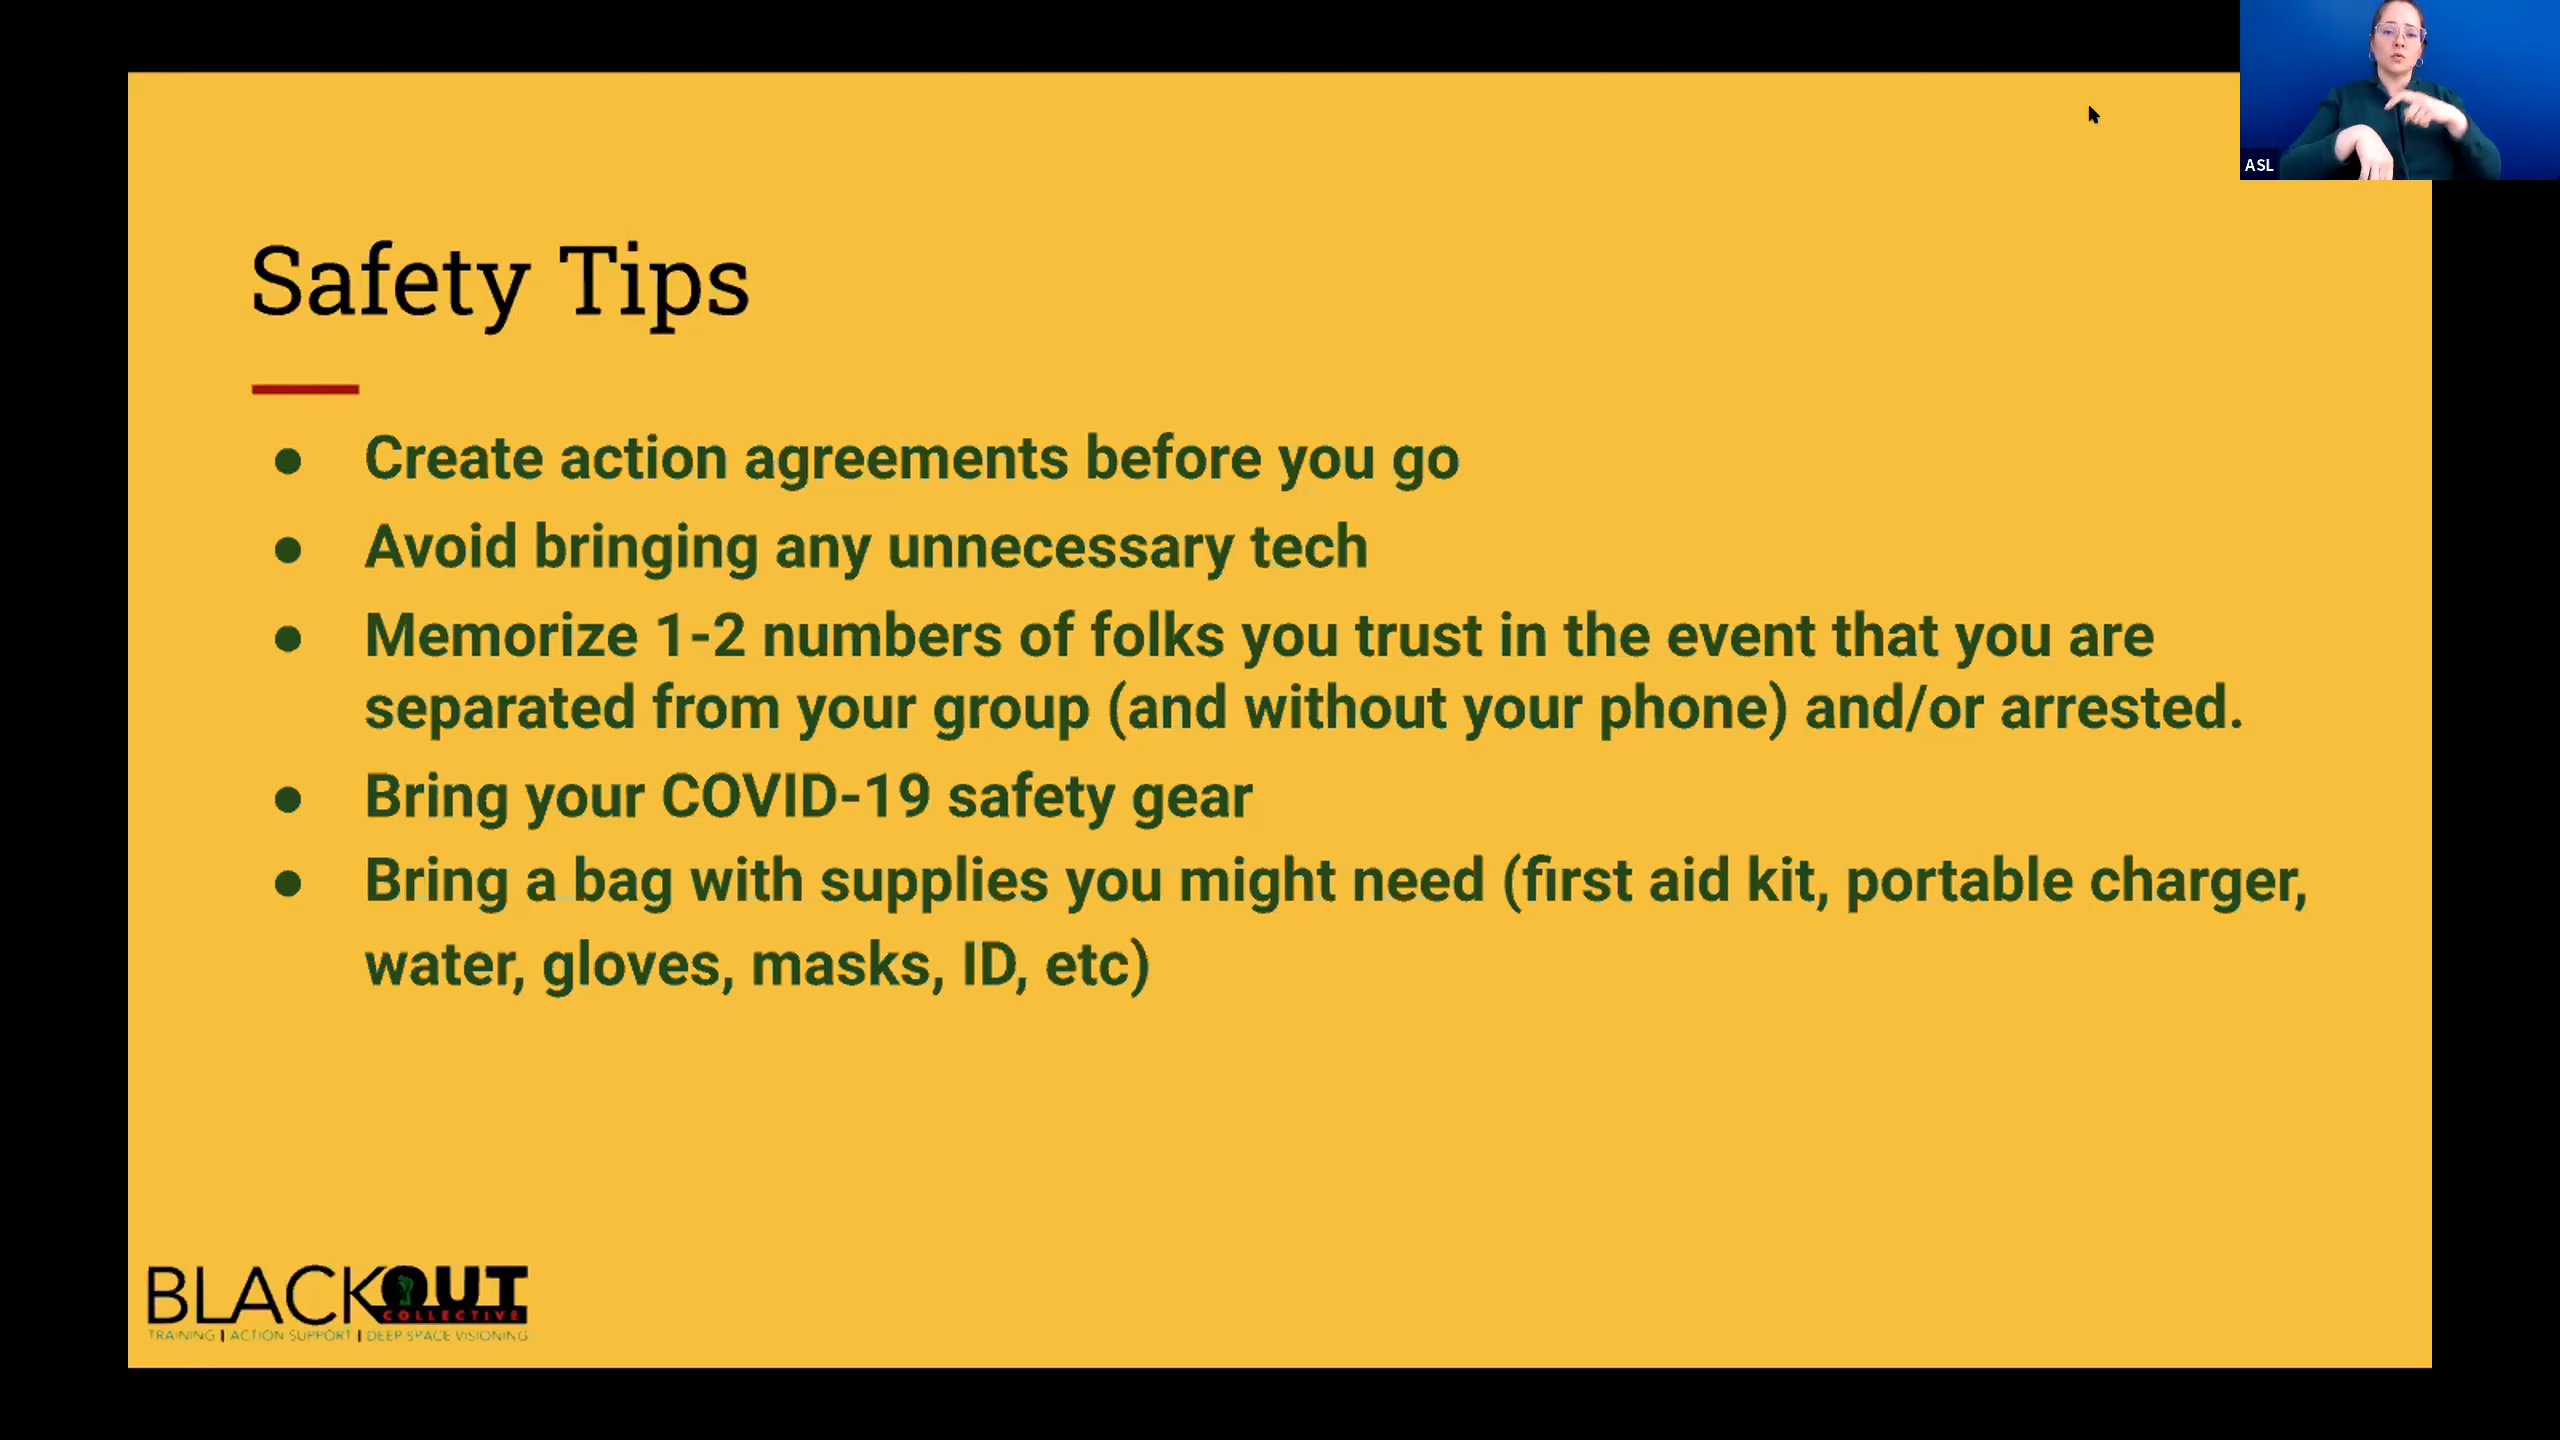 ASL
Safety Tips
● Create action agreements before you go
● Avoid bringing any unnecessary tech
● Memorize 1-2 numbers of folks you trust in the event that you are
separated from your group (and without your phone) and/or arrested.
● Bring your COVID-19 safety gear
● Bring a bag with supplies you might need (first aid kit, portable charger,
water, gloves, masks, ID, etc)
BLACKOUT
COLLECTIVE
TRAINING | ACTION SUPPORT | DEEP SPACE VISIONING